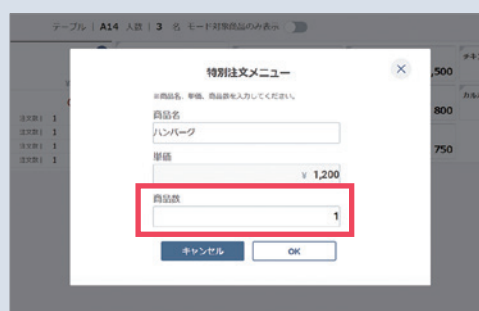 テーブル | A14 人数 | 3 名 モード対象商品のみ表示
特別注文メニュー
※商品名、単価、商品数を入力してください。
商品名
ハンバーグ
単価
¥ 1,200
商品数
1
キャンセル OK
,500
800
750
注文数 | 1
注文数 | 1
注文数 | 1
注文数 | 1